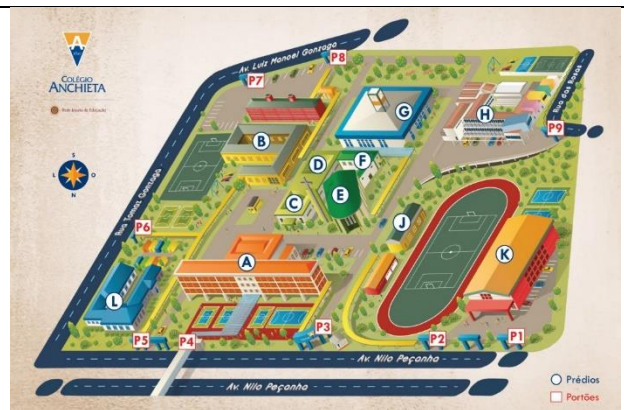 COLÉGIO
ANCHIETA
Rede Jesuíta de Educação
S
L
O
N
Av. Luiz Manoel Gonzaga
P8
P7
Rua das Rosas
P9
G
H
B
D
F
E
C
J
Rua Tomaz Gonzaga
P6
A
K
L
P5
P4
P3
P2
P1
Av. Nilo Peçanha
Av. Nilo Peçanha
Prédios
Portões